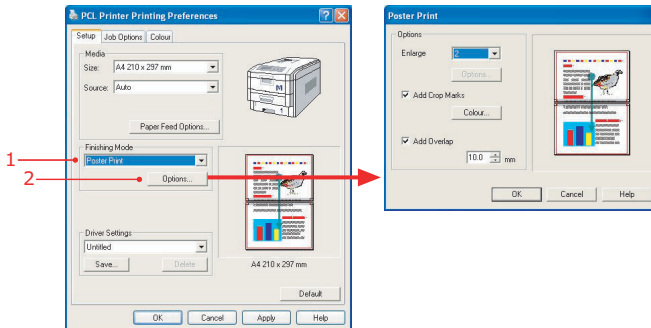 PCL Printer Printing Preferences
Setup Job Options Colour
Media
Size: A4 210 x 297 mm
Source: Auto
Paper Feed Options...
1
Finishing Mode
Poster Print
2
Options...
Driver Settings
Untitled
Save... Delete
A4 210 x 297 mm
Default
OK Cancel Apply Help
Poster Print
Options
Enlarge 2
Options...
Add Crop Marks
Colour...
Add Overlap
10.0 mm
OK Cancel Help